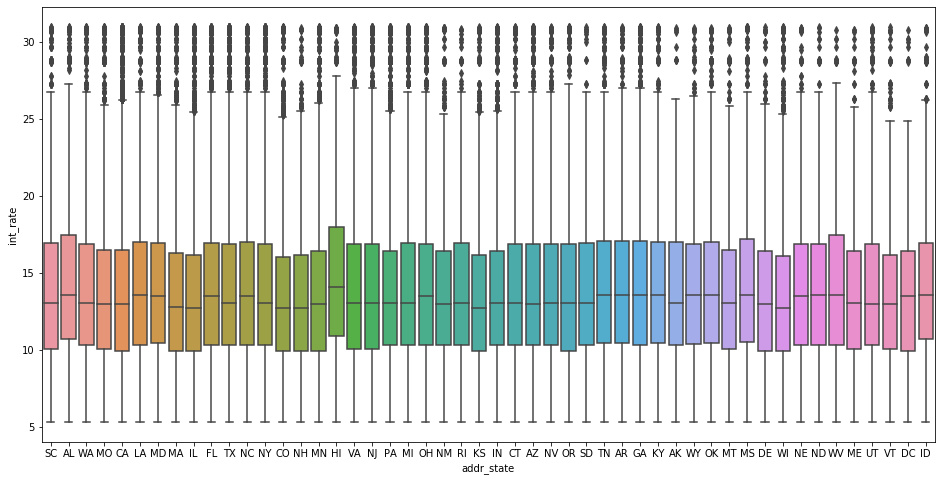 30
25
20
15
10
5
int_rate
SC AL WA MO CA LA MD MA IL FL TX NC NY CO NH MN HI VA NJ PA MI OH NM RI KS IN CT AZ NV OR SD TN AR GA KY AK WY OK MT MS DE WI NE ND WV ME UT VT DC ID
addr_state